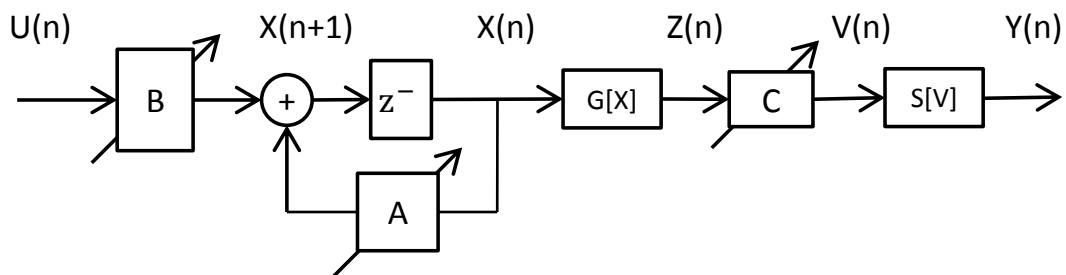 U(n) X(n+1) X(n) Z(n) V(n) Y(n)
B + z⁻ G[X] C S[V]
A